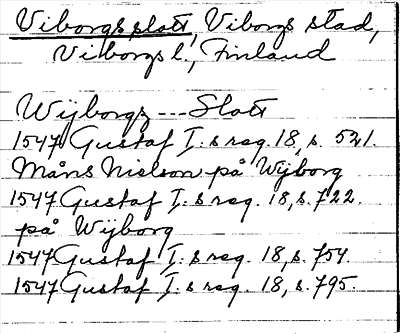 Viborgs slott, Viborgs stad,
Viborgs l., Finland
Wijborgz --- Slott
1547 Gustaf I:s reg. 18, s. 521.
Måns Nielson på Wijborg
1547 Gustaf I:s reg. 18, s. 722.
på Wijborg
1547 Gustaf I:s reg. 18, s. 754.
1547 Gustaf I:s reg. 18, s. 795.